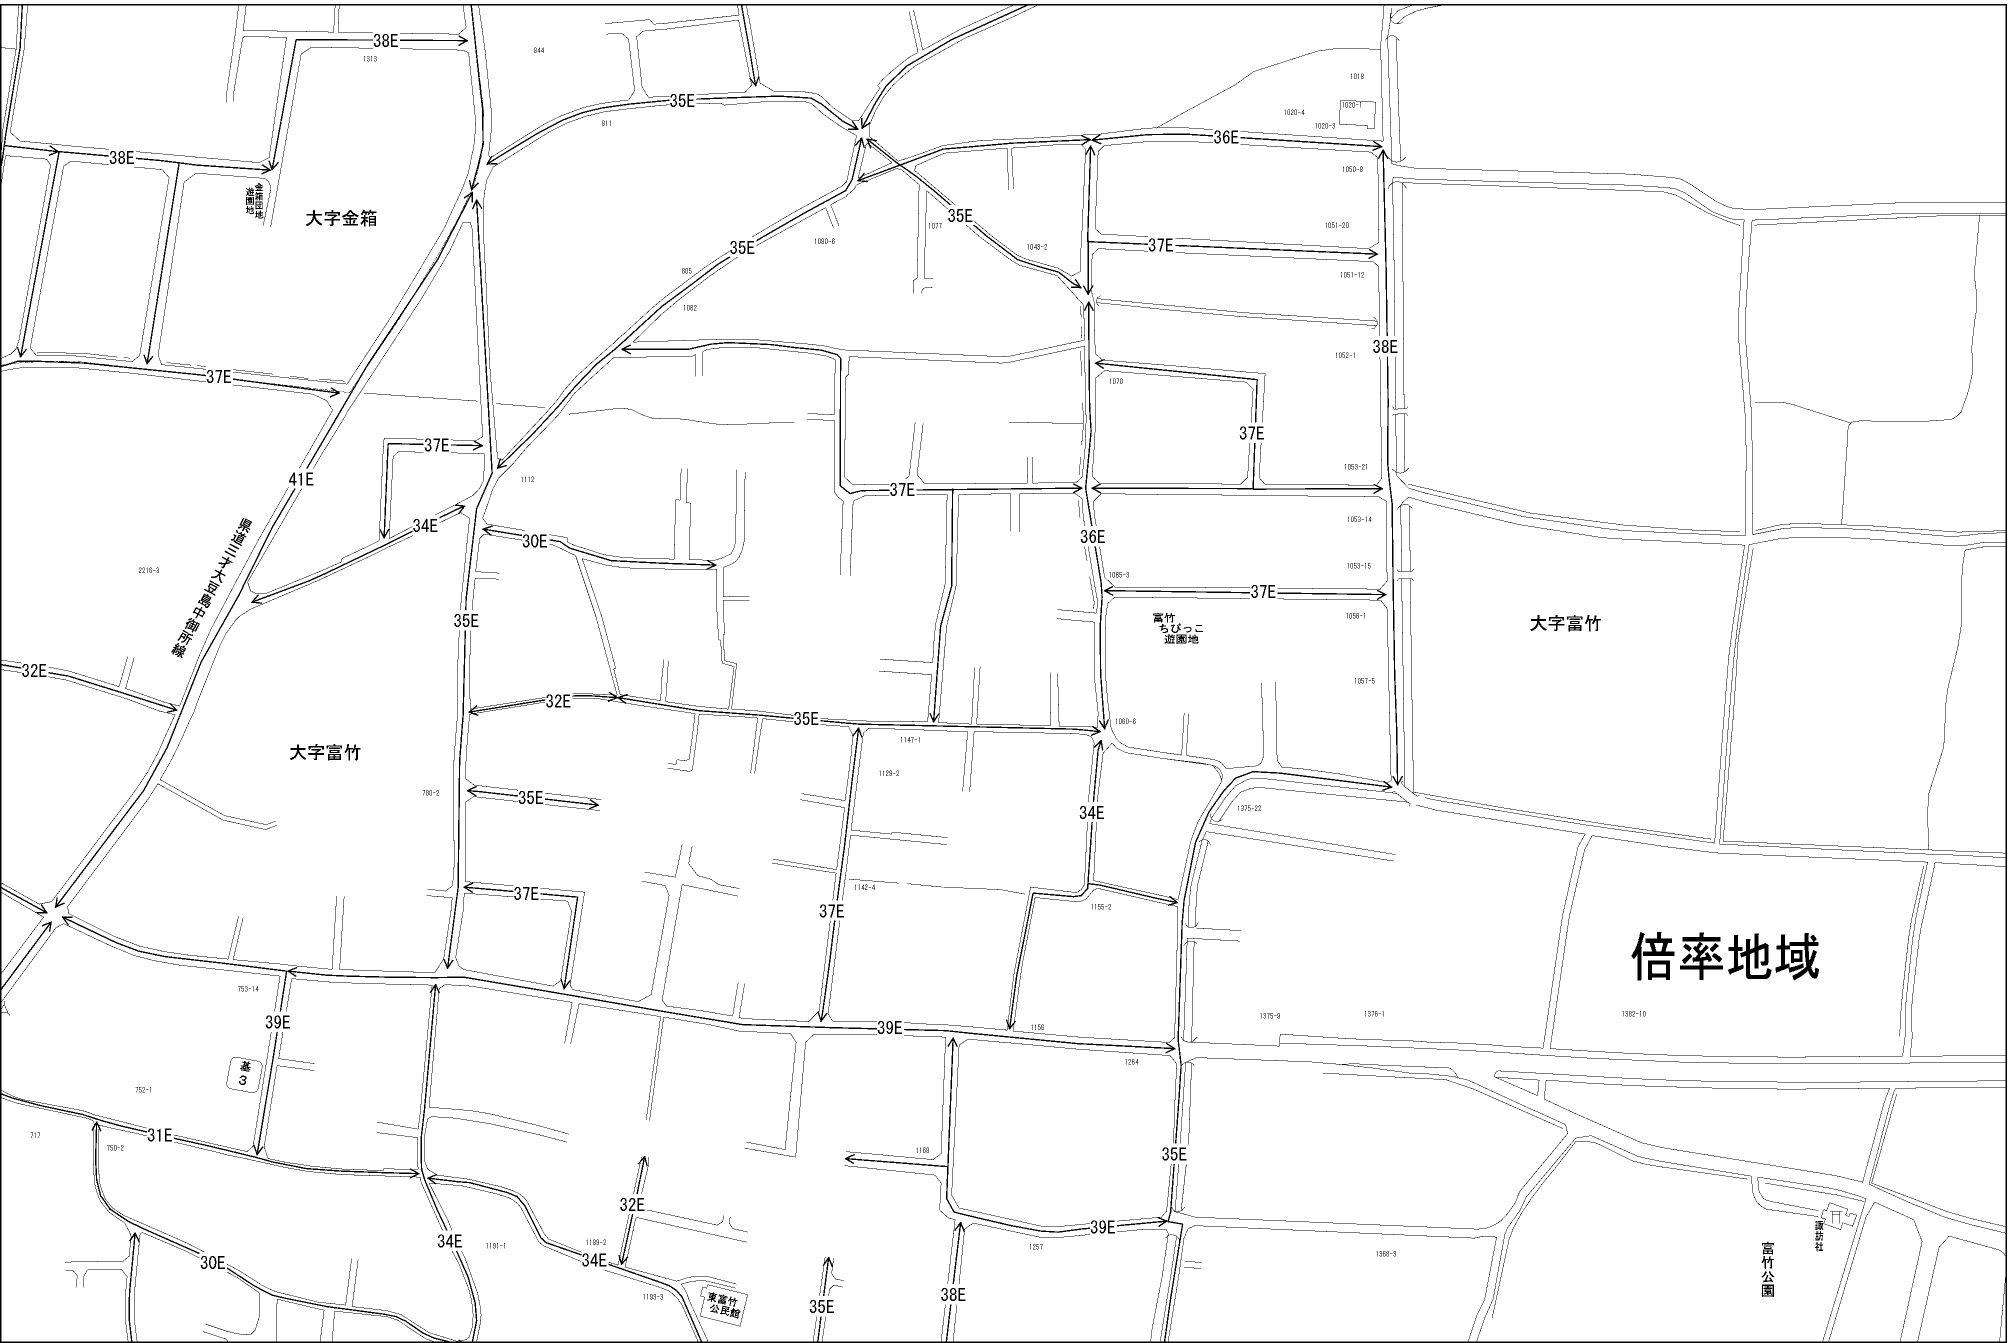 38E
1313
844
35E
811
1018
1020-1
1020-4
1020-3
36E
38E
1050-8
金箱団地
遊園地
大字金箱
1077
35E
1051-20
1080-6
35E
1043-2
37E
805
1051-12
1082
38E
1052-1
37E
1070
37E
37E
1053-21
41E
1112
37E
1053-14
34E
36E
30E
県道三才大豆島中御所線
2216-3
1053-15
1065-3
37E
35E
1056-1
富竹
ちびっこ
遊園地
大字富竹
32E
1057-5
32E
35E
1060-6
1147-1
大字富竹
1129-2
780-2
35E
1375-22
34E
37E
1142-4
37E
1155-2
倍率地域
753-14
39E
1375-9
1376-1
1382-10
39E
1156
1264
基
3
752-1
717
31E
750-2
1168
35E
32E
39E
34E
1191-1
1189-2
1257
諏訪社
1368-3
富竹公園
30E
34E
1193-3
東富竹
公民館
35E
38E